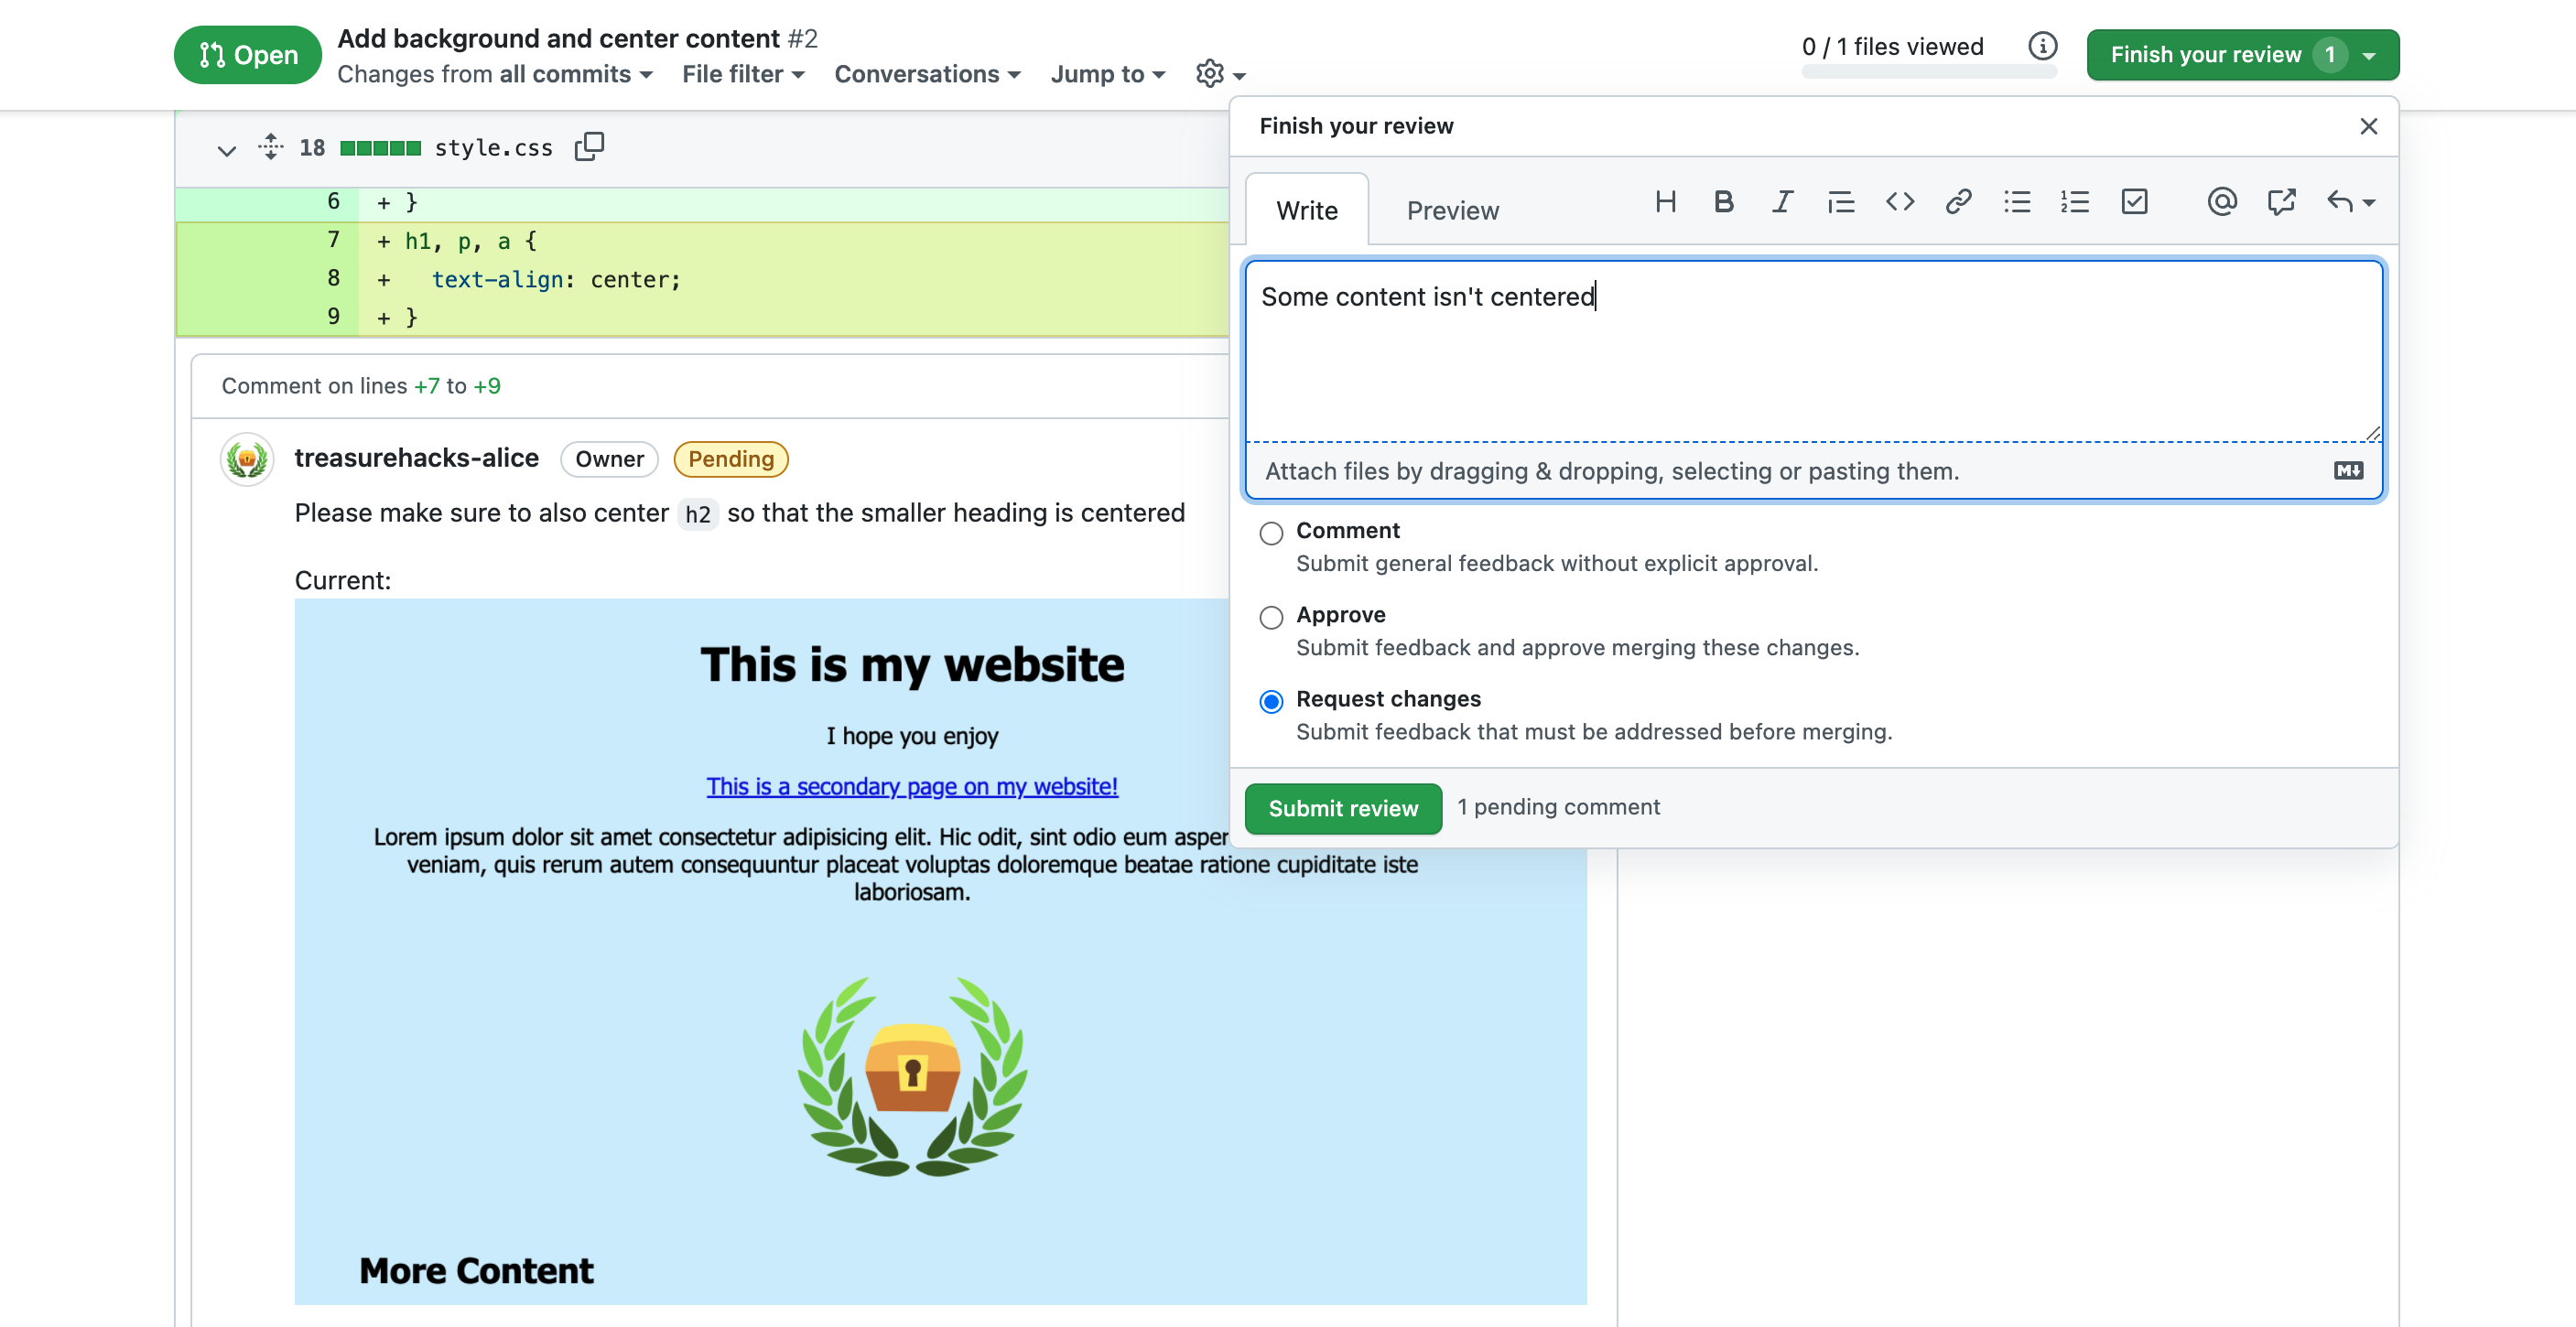 Open
Add background and center content #2
Changes from all commits File filter Conversations Jump to
0 / 1 files viewed
Finish your review 1
18 style.css
6 + }
7 + h1, p, a {
8 + text-align: center;
9 + }
Comment on lines +7 to +9
treasurehacks-alice Owner Pending
Please make sure to also center h2 so that the smaller heading is centered
Current:
This is my website
I hope you enjoy
This is a secondary page on my website!
Lorem ipsum dolor sit amet consectetur adipisicing elit. Hic odit, sint odio eum asper
veniam, quis rerum autem consequuntur placeat voluptas doloremque beatae ratione cupiditate iste
laboriosam.
More Content
Finish your review
Write Preview
Some content isn't centered
Attach files by dragging & dropping, selecting or pasting them.
Comment
Submit general feedback without explicit approval.
Approve
Submit feedback and approve merging these changes.
Request changes
Submit feedback that must be addressed before merging.
Submit review 1 pending comment